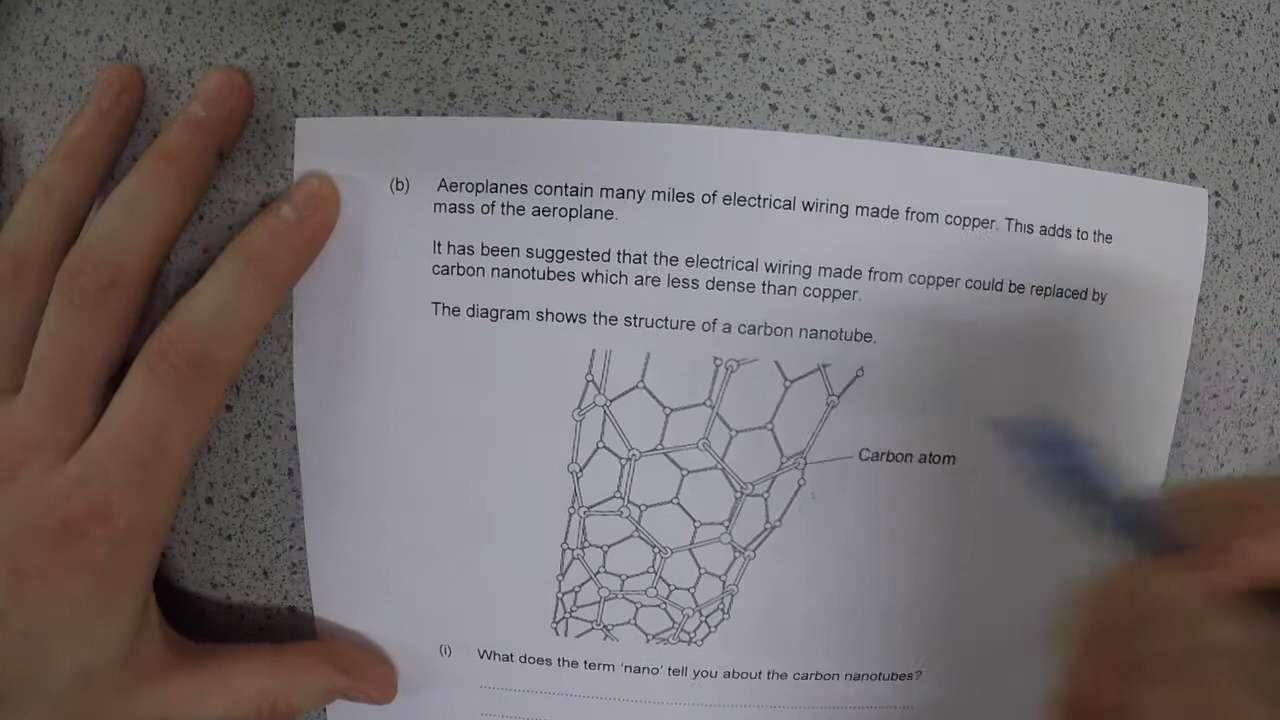 (b) Aeroplanes contain many miles of electrical wiring made from copper. This adds to the
mass of the aeroplane.
It has been suggested that the electrical wiring made from copper could be replaced by
carbon nanotubes which are less dense than copper.
The diagram shows the structure of a carbon nanotube.
Carbon atom
(i) What does the term 'nano' tell you about the carbon nanotubes?